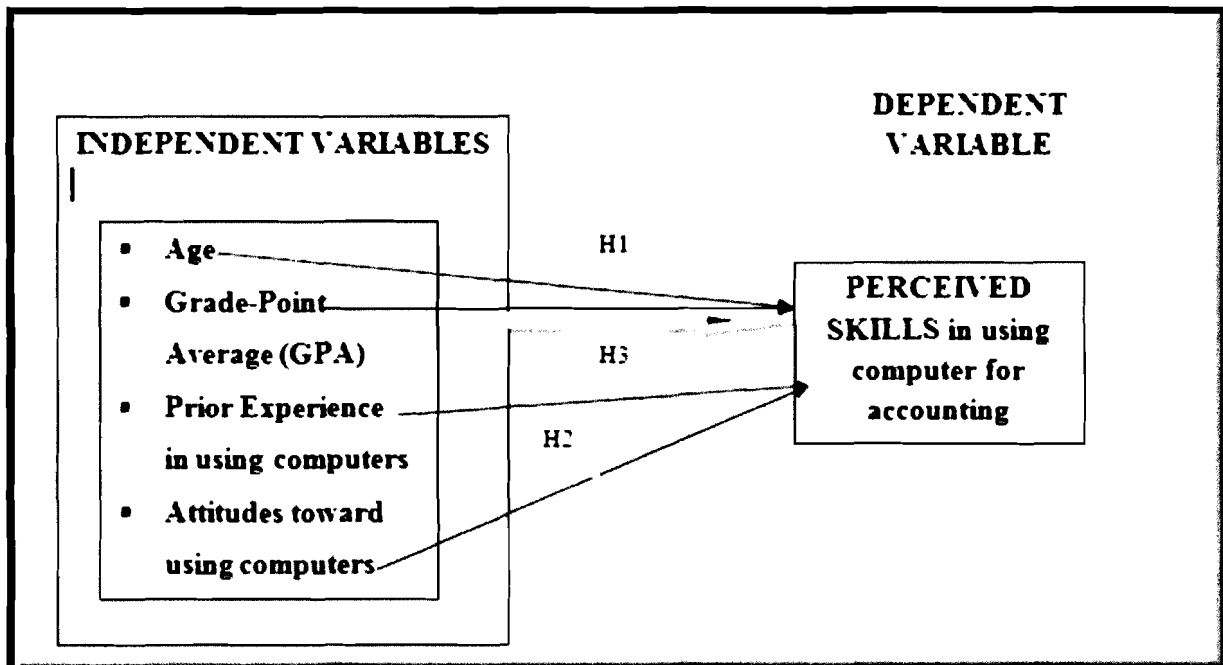 DEPENDENT
VARIABLE
INDEPENDENT VARIABLES
▪ Age
▪ Grade-Point
Average (GPA)
▪ Prior Experience
in using computers
▪ Attitudes toward
using computers
H1
H3
H2
PERCEIVED
SKILLS in using
computer for
accounting